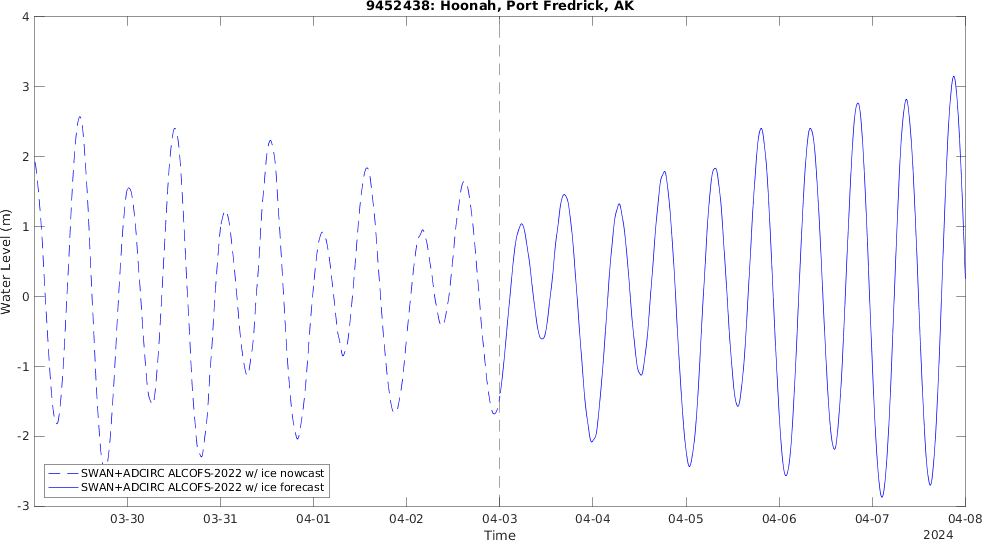 9452438: Hoonah, Port Fredrick, AK
4
3
2
1
0
-1
-2
-3
Water Level (m)
SWAN+ADCIRC ALCOFS-2022 w/ ice nowcast
SWAN+ADCIRC ALCOFS-2022 w/ ice forecast
03-30 03-31 04-01 04-02 04-03 04-04 04-05 04-06 04-07 04-08
Time
2024